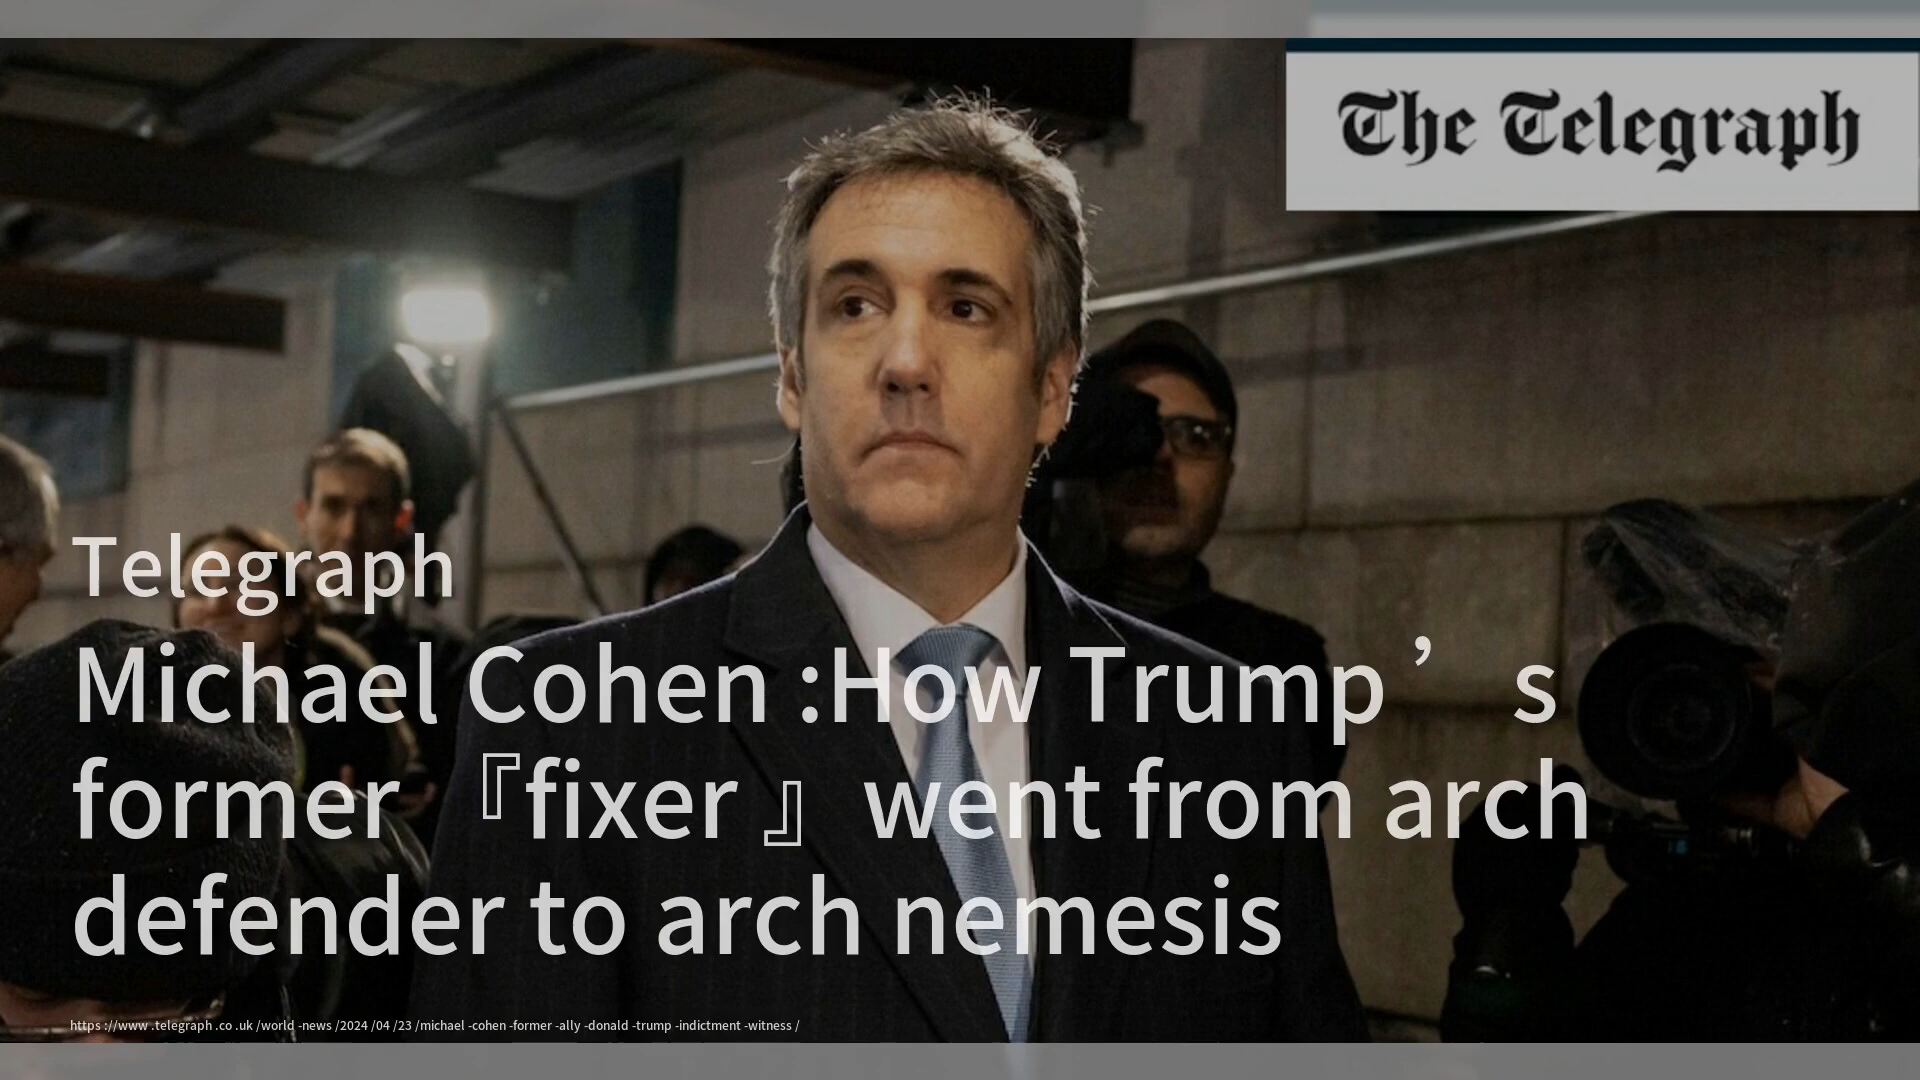 The Telegraph
Telegraph
Michael Cohen :How Trump’s
former『fixer』went from arch
defender to arch nemesis
https ://www .telegraph .co .uk /world -news /2024 /04 /23 /michael -cohen -former -ally -donald -trump -indictment -witness /